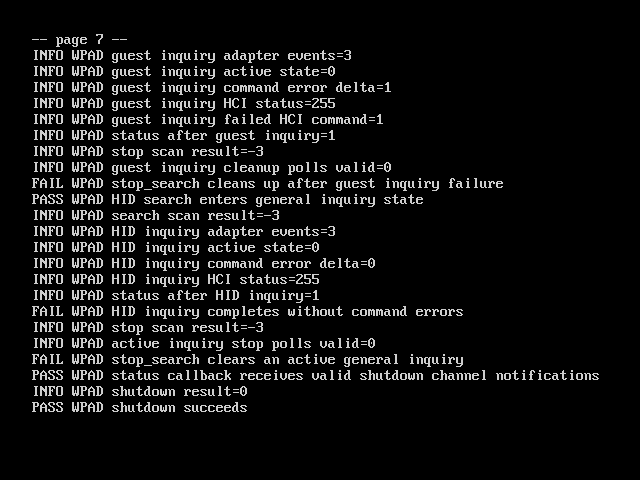 -- page 7 --
INFO WPAD guest inquiry adapter events=3
INFO WPAD guest inquiry active state=0
INFO WPAD guest inquiry command error delta=1
INFO WPAD guest inquiry HCI status=255
INFO WPAD guest inquiry failed HCI command=1
INFO WPAD status after guest inquiry=1
INFO WPAD stop scan result=-3
INFO WPAD guest inquiry cleanup polls valid=0
FAIL WPAD stop_search cleans up after guest inquiry failure
PASS WPAD HID search enters general inquiry state
INFO WPAD search scan result=-3
INFO WPAD HID inquiry adapter events=3
INFO WPAD HID inquiry active state=0
INFO WPAD HID inquiry command error delta=0
INFO WPAD HID inquiry HCI status=255
INFO WPAD status after HID inquiry=1
FAIL WPAD HID inquiry completes without command errors
INFO WPAD stop scan result=-3
INFO WPAD active inquiry stop polls valid=0
FAIL WPAD stop_search clears an active general inquiry
PASS WPAD status callback receives valid shutdown channel notifications
INFO WPAD shutdown result=0
PASS WPAD shutdown succeeds